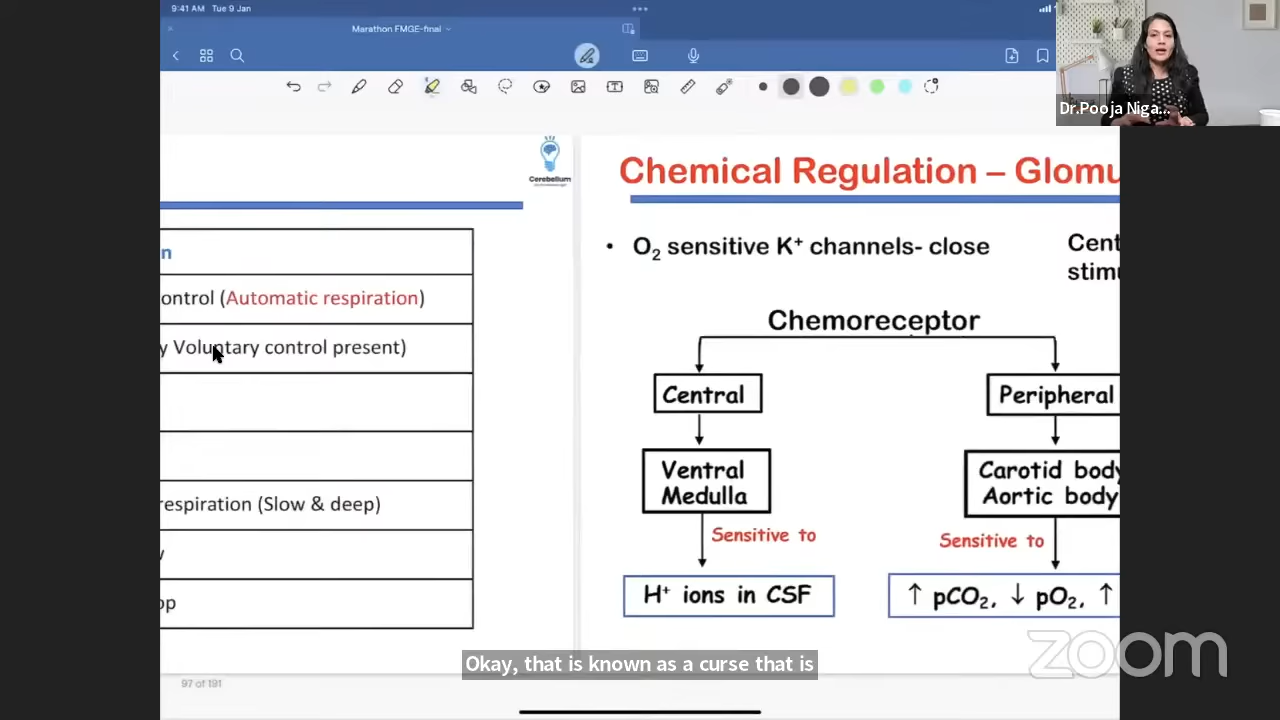 9:41 AM Tue 9 Jan
Marathon FMGE-final
Dr.Pooja Niga...
Cerebellum
n
ontrol (Automatic respiration)
y Voluntary control present)
respiration (Slow & deep)
op
97 of 191
Chemical Regulation – Glomu
• O₂ sensitive K⁺ channels- close
Cent
stimu
Chemoreceptor
Central
Peripheral
Ventral
Medulla
Carotid body
Aortic body
Sensitive to
Sensitive to
H⁺ ions in CSF
↑ pCO₂, ↓ pO₂, ↑
Okay, that is known as a curse that is
zoom